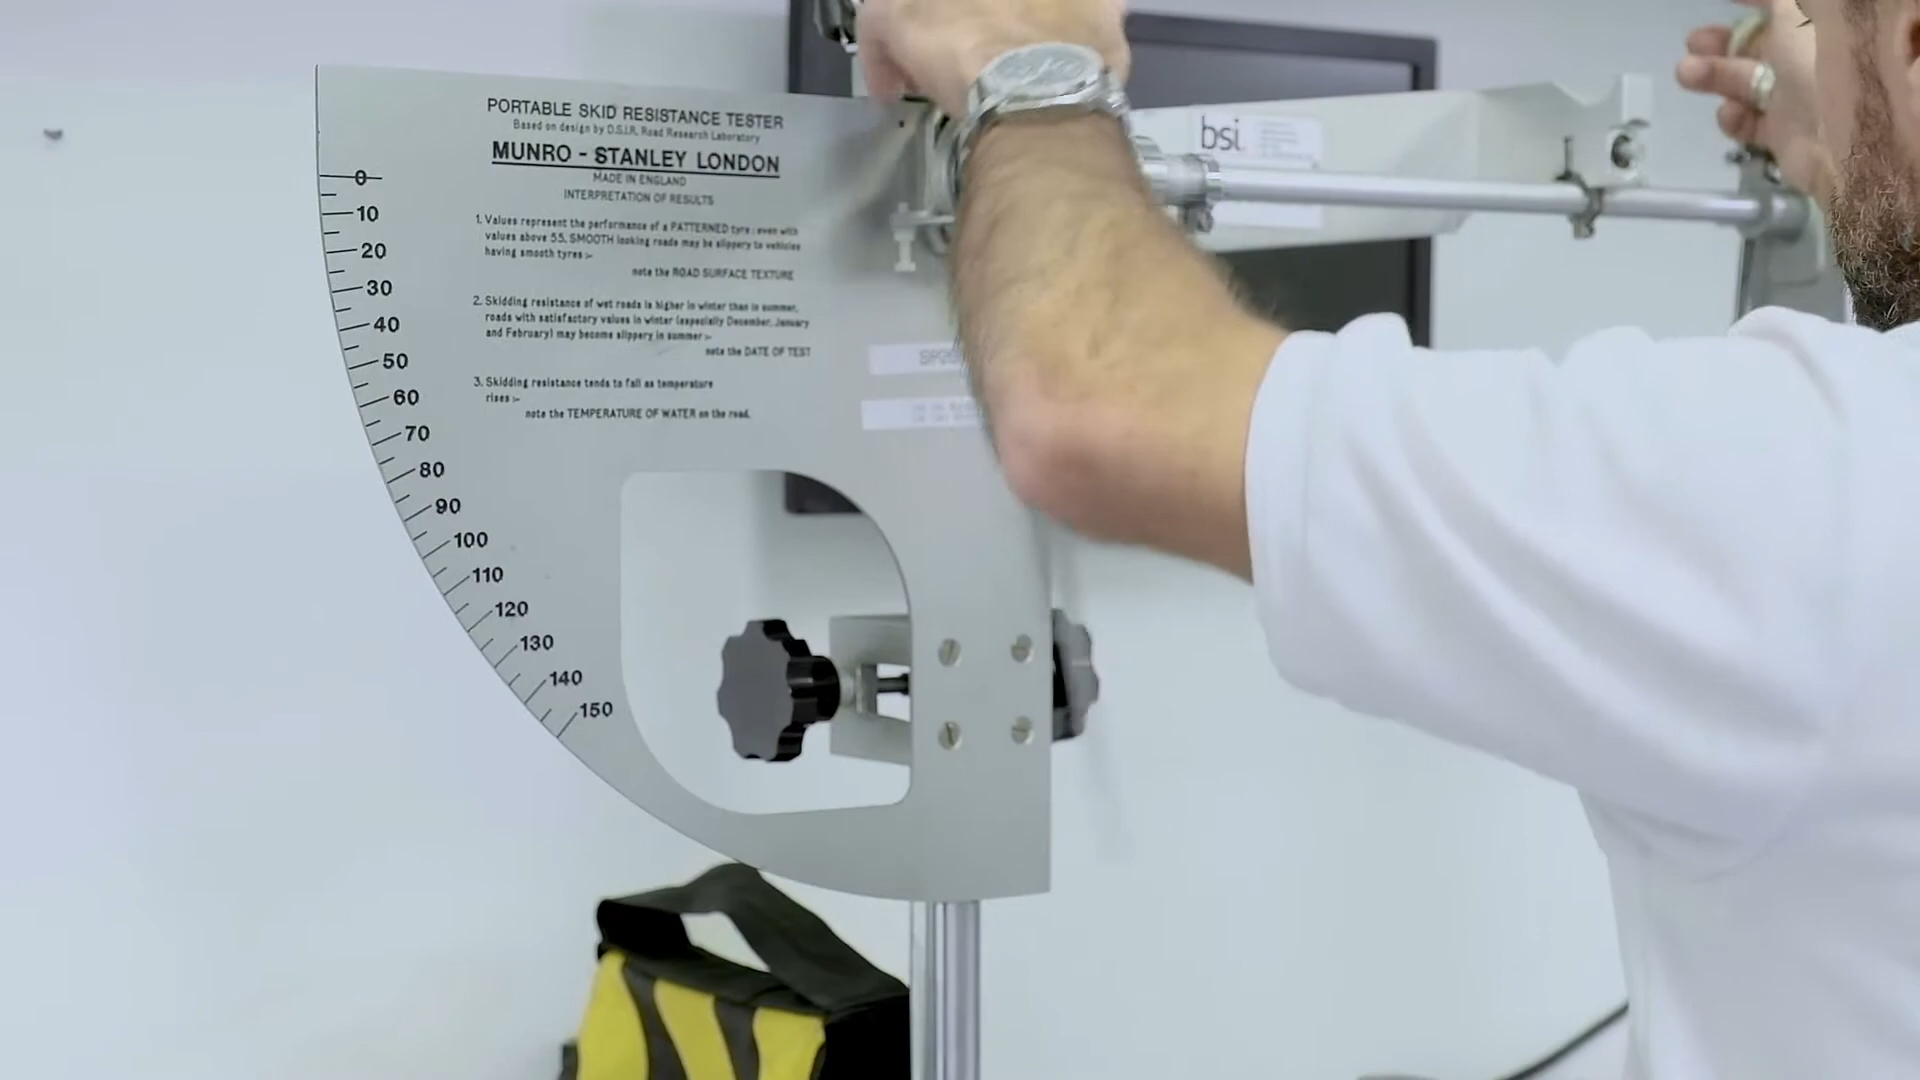 PORTABLE SKID RESISTANCE TESTER
Based on design by D.S.I.R. Road Research Laboratory
MUNRO - STANLEY LONDON
MADE IN ENGLAND
INTERPRETATION OF RESULTS
1. Values represent the performance of a PATTERNED tyre: even with
values above 55, SMOOTH looking roads may be slippery to vehicles
having smooth tyres :-
note the ROAD SURFACE TEXTURE
2. Skidding resistance of wet roads is higher in winter than in summer,
roads with satisfactory values in winter (especially December, January
and February) may become slippery in summer :-
note the DATE OF TEST
3. Skidding resistance tends to fall as temperature
rises :-
note the TEMPERATURE OF WATER on the road.
0
10
20
30
40
50
60
70
80
90
100
110
120
130
140
150
bsi.